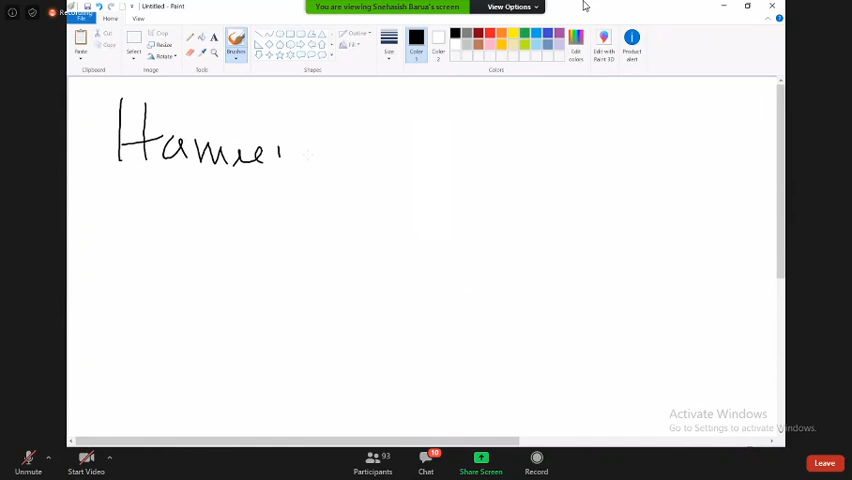 Recording
Untitled - Paint
You are viewing Snehasish Barua's screen
View Options
File
Home
View
Paste
Cut
Copy
Clipboard
Select
Crop
Resize
Rotate
Image
Tools
Brushes
Shapes
Outline
Fill
Size
Color 1
Color 2
Colors
Edit colors
Edit with Paint 3D
Product alert
Activate Windows
Go to Settings to activate Windows.
Unmute
Start Video
93
Participants
10
Chat
Share Screen
Record
Leave